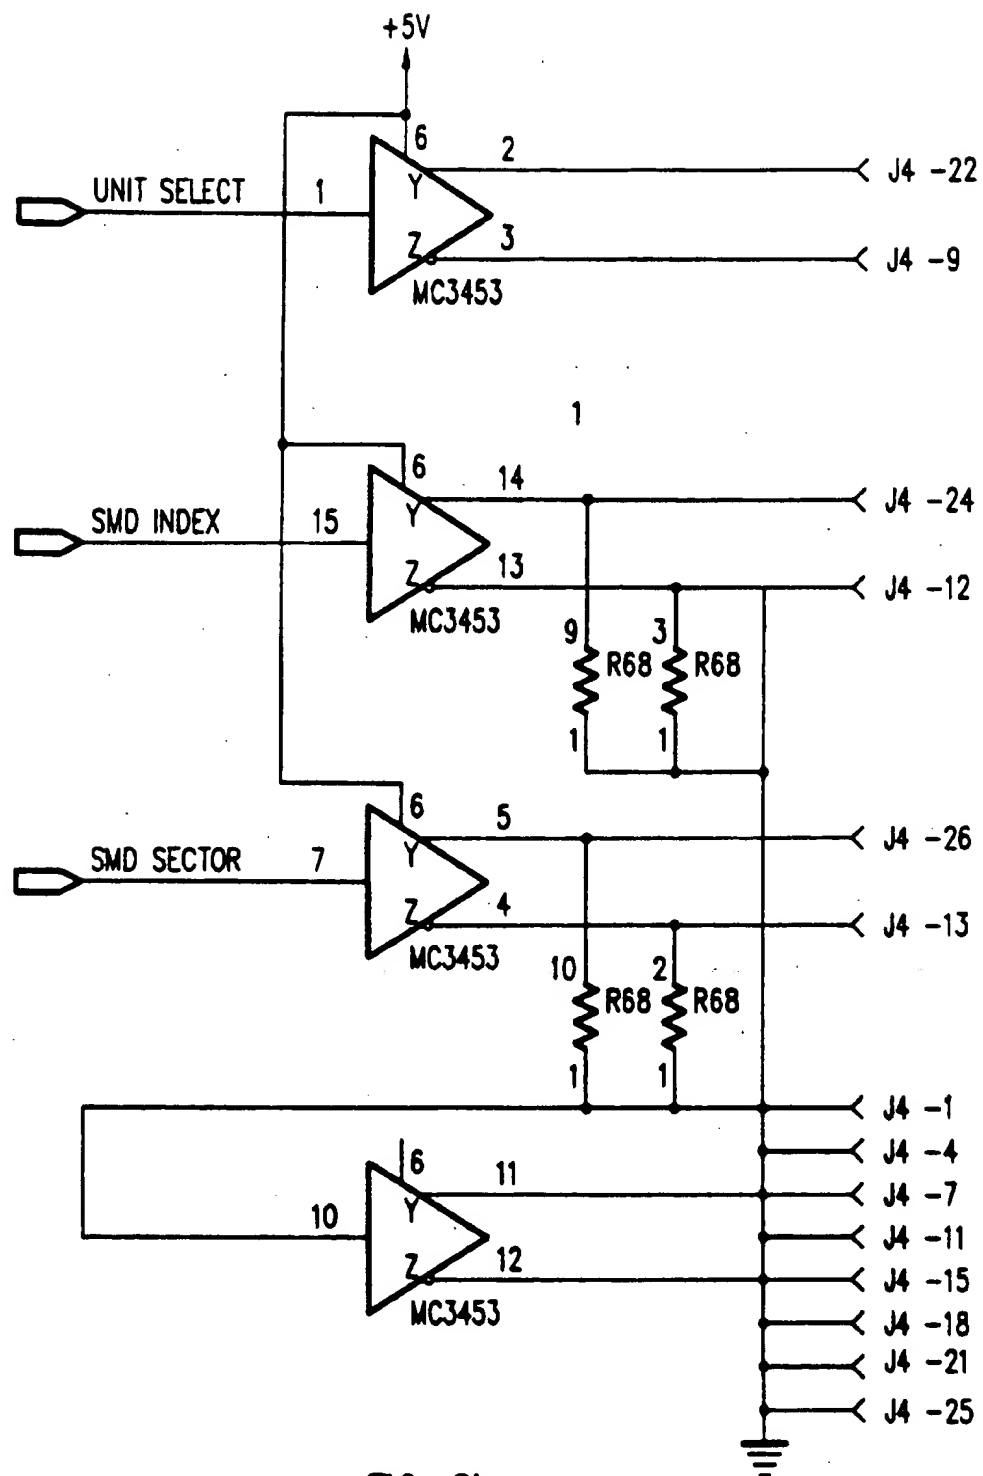 +5V
6
2
J4 -22
UNIT SELECT
1
Y
Z
3
J4 -9
MC3453
1
6
14
J4 -24
SMD INDEX
15
Y
13
Z
J4 -12
MC3453
9
3
R68
R68
1
1
6
5
J4 -26
SMD SECTOR
7
Y
4
Z
J4 -13
MC3453
10
2
R68
R68
1
1
J4 -1
J4 -4
6
11
J4 -7
Y
10
J4 -11
12
Z
J4 -15
MC3453
J4 -18
J4 -21
J4 -25